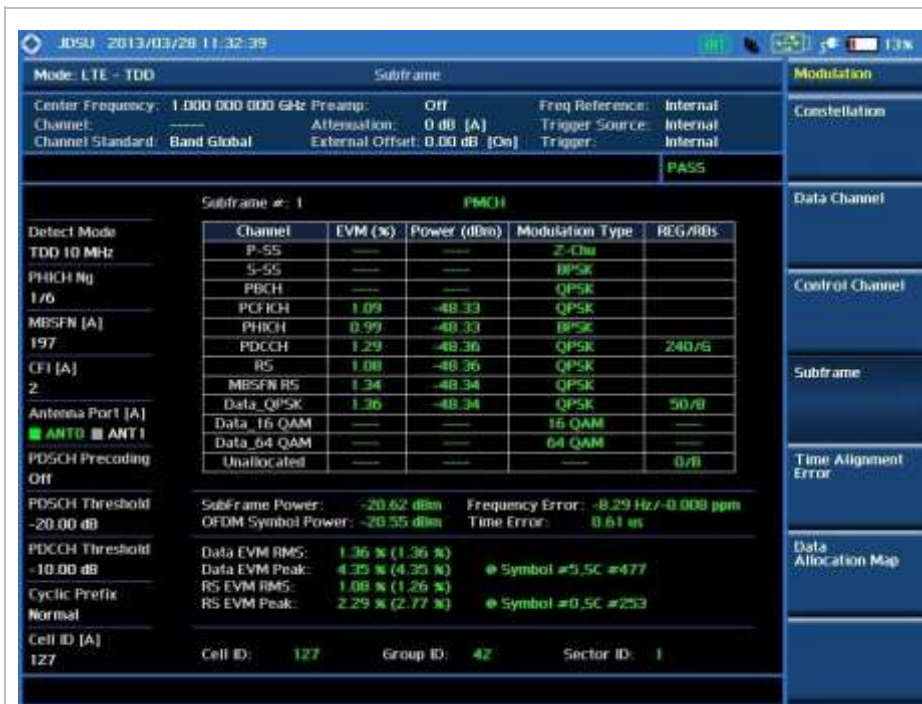 JDSU 2013/03/28 11:32:39 13%
Mode: LTE - TDD Subframe Modulation
Center Frequency: 1.000 000 000 GHz Preamp: Off Freq Reference: Internal
Channel: ----- Attenuation: 0 dB [A] Trigger Source: Internal
Channel Standard: Band Global External Offset: 0.00 dB [On] Trigger: Internal
PASS
Subframe #: 1 PMCH
Channel EVM (%) Power (dBm) Modulation Type REG/RBs
P-SS ----- ----- Z-Chu
S-SS ----- ----- BPSK
PBCH ----- ----- QPSK
PCFICH 1.09 -48.33 QPSK
PHICH 0.99 -48.33 BPSK
PDCCH 1.29 -48.36 QPSK 240/G
RS 1.08 -48.36 QPSK
MBSFN RS 1.34 -48.34 QPSK
Data_QPSK 1.36 -48.34 QPSK 50/B
Data_16 QAM ----- ----- 16 QAM -----
Data_64 QAM ----- ----- 64 QAM -----
Unallocated ----- ----- ----- 0/B
SubFrame Power: -20.62 dBm Frequency Error: -8.29 Hz/-0.008 ppm
OFDM Symbol Power: -20.55 dBm Time Error: 0.61 us
Data EVM RMS: 1.36 % (1.36 %)
Data EVM Peak: 4.35 % (4.35 %) @ Symbol #5,SC #477
RS EVM RMS: 1.08 % (1.26 %)
RS EVM Peak: 2.29 % (2.77 %) @ Symbol #0,SC #253
Cell ID: 127 Group ID: 42 Sector ID: 1
Detect Mode
TDD 10 MHz
PHICH Ng
1/6
MBSFN [A]
197
CFI [A]
2
Antenna Port [A]
ANT0 ANT1
PDSCH Precoding
Off
PDSCH Threshold
-20.00 dB
PDCCH Threshold
-10.00 dB
Cyclic Prefix
Normal
Cell ID [A]
127
Constellation
Data Channel
Control Channel
Subframe
Time Alignment
Error
Data
Allocation Map